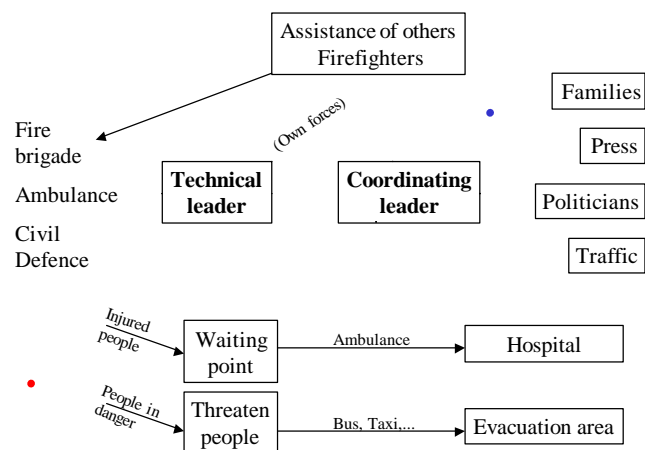 Assistance of others
Firefighters
(Own forces)
Families
Press
Politicians
Traffic
Fire
brigade
Ambulance
Civil
Defence
Technical
leader
Coordinating
leader
Injured
people
Waiting
point
Ambulance
Hospital
People in
danger
Threaten
people
Bus, Taxi,...
Evacuation area